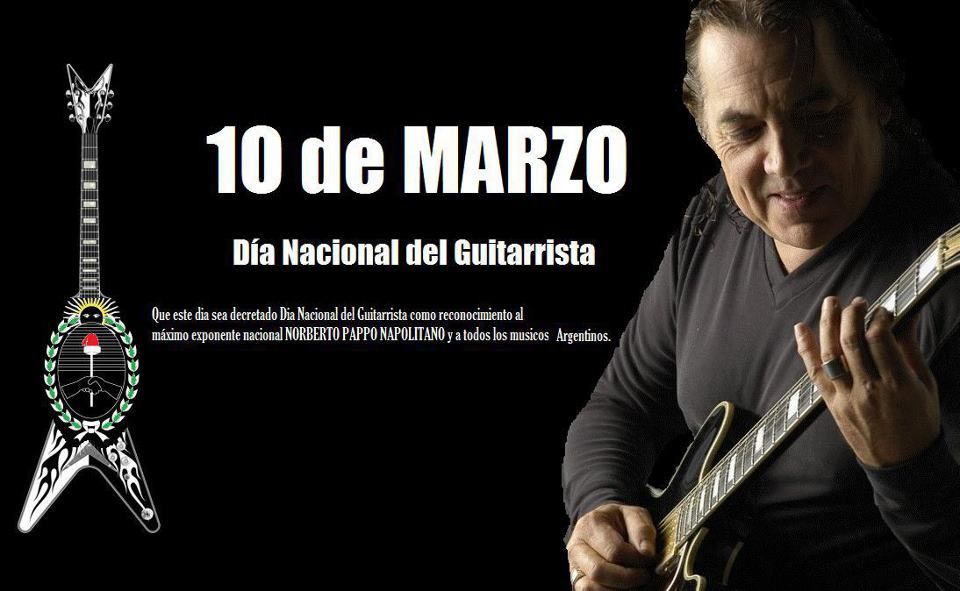 10 de MARZO
Día Nacional del Guitarrista
Que este dia sea decretado Dia Nacional del Guitarrista como reconocimiento al
máximo exponente nacional NORBERTO PAPPO NAPOLITANO y a todos los musicos Argentinos.